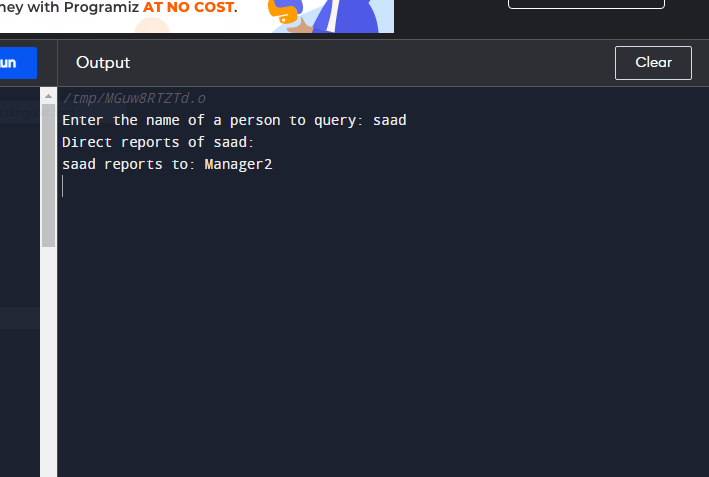 ney with Programiz AT NO COST.
un
Output
Clear
/tmp/MGuw8RTZTd.o
Enter the name of a person to query: saad
Direct reports of saad:
saad reports to: Manager2